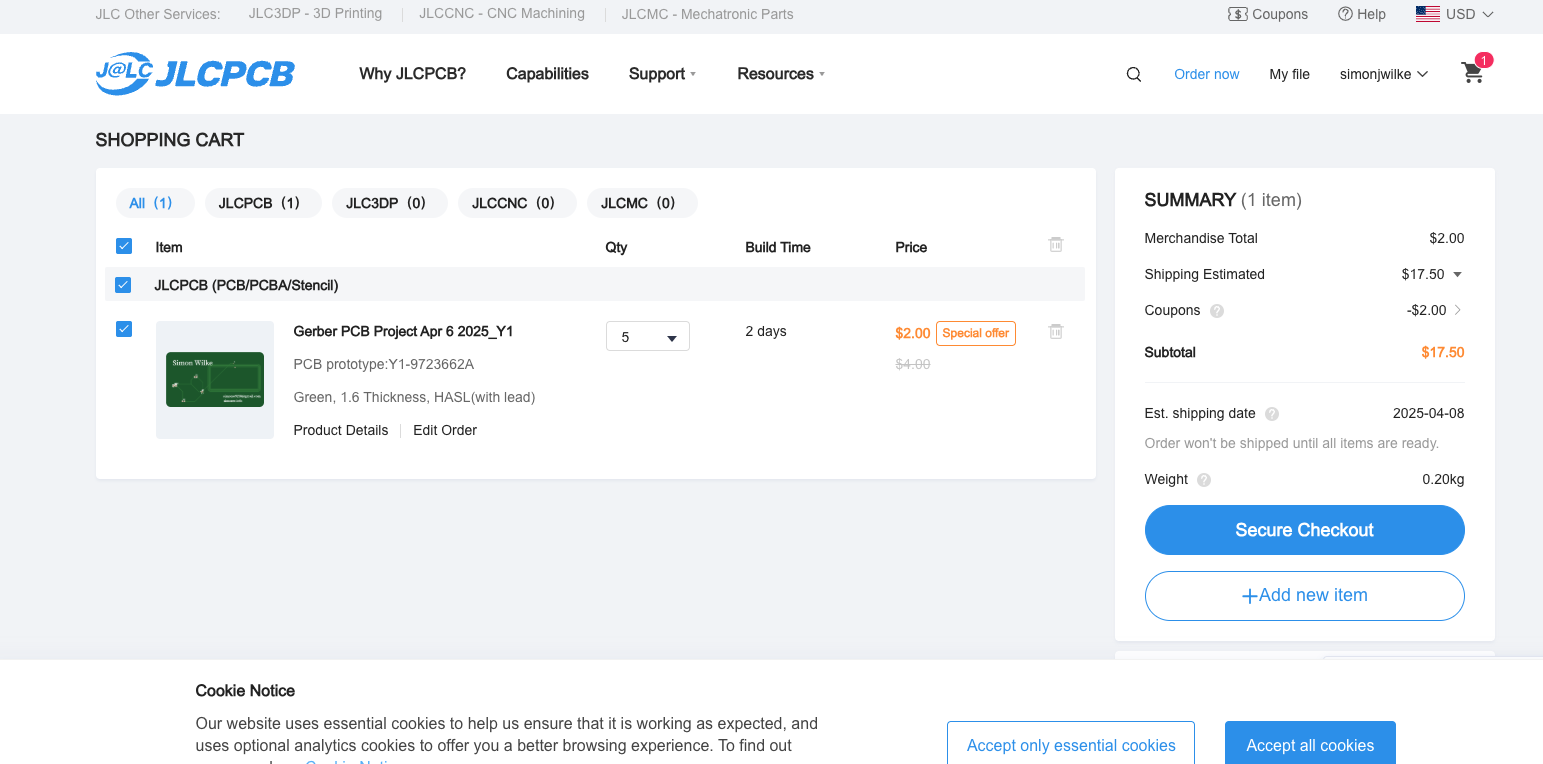 JLC Other Services: JLC3DP - 3D Printing JLCCNC - CNC Machining JLCMC - Mechatronic Parts $ Coupons ? Help USD
J@LC JLCPCB Why JLCPCB? Capabilities Support Resources Order now My file simonjwilke 1
SHOPPING CART
All (1) JLCPCB (1) JLC3DP (0) JLCCNC (0) JLCMC (0)
Item Qty Build Time Price
JLCPCB (PCB/PCBA/Stencil)
Gerber PCB Project Apr 6 2025_Y1 5 2 days $2.00 Special offer
Simon Wilke
PCB prototype:Y1-9723662A $4.00
Green, 1.6 Thickness, HASL(with lead)
Product Details Edit Order
SUMMARY (1 item)
Merchandise Total $2.00
Shipping Estimated $17.50
Coupons ? -$2.00
Subtotal $17.50
Est. shipping date ? 2025-04-08
Order won't be shipped until all items are ready.
Weight ? 0.20kg
Secure Checkout
+Add new item
Cookie Notice
Our website uses essential cookies to help us ensure that it is working as expected, and
uses optional analytics cookies to offer you a better browsing experience. To find out
Accept only essential cookies Accept all cookies